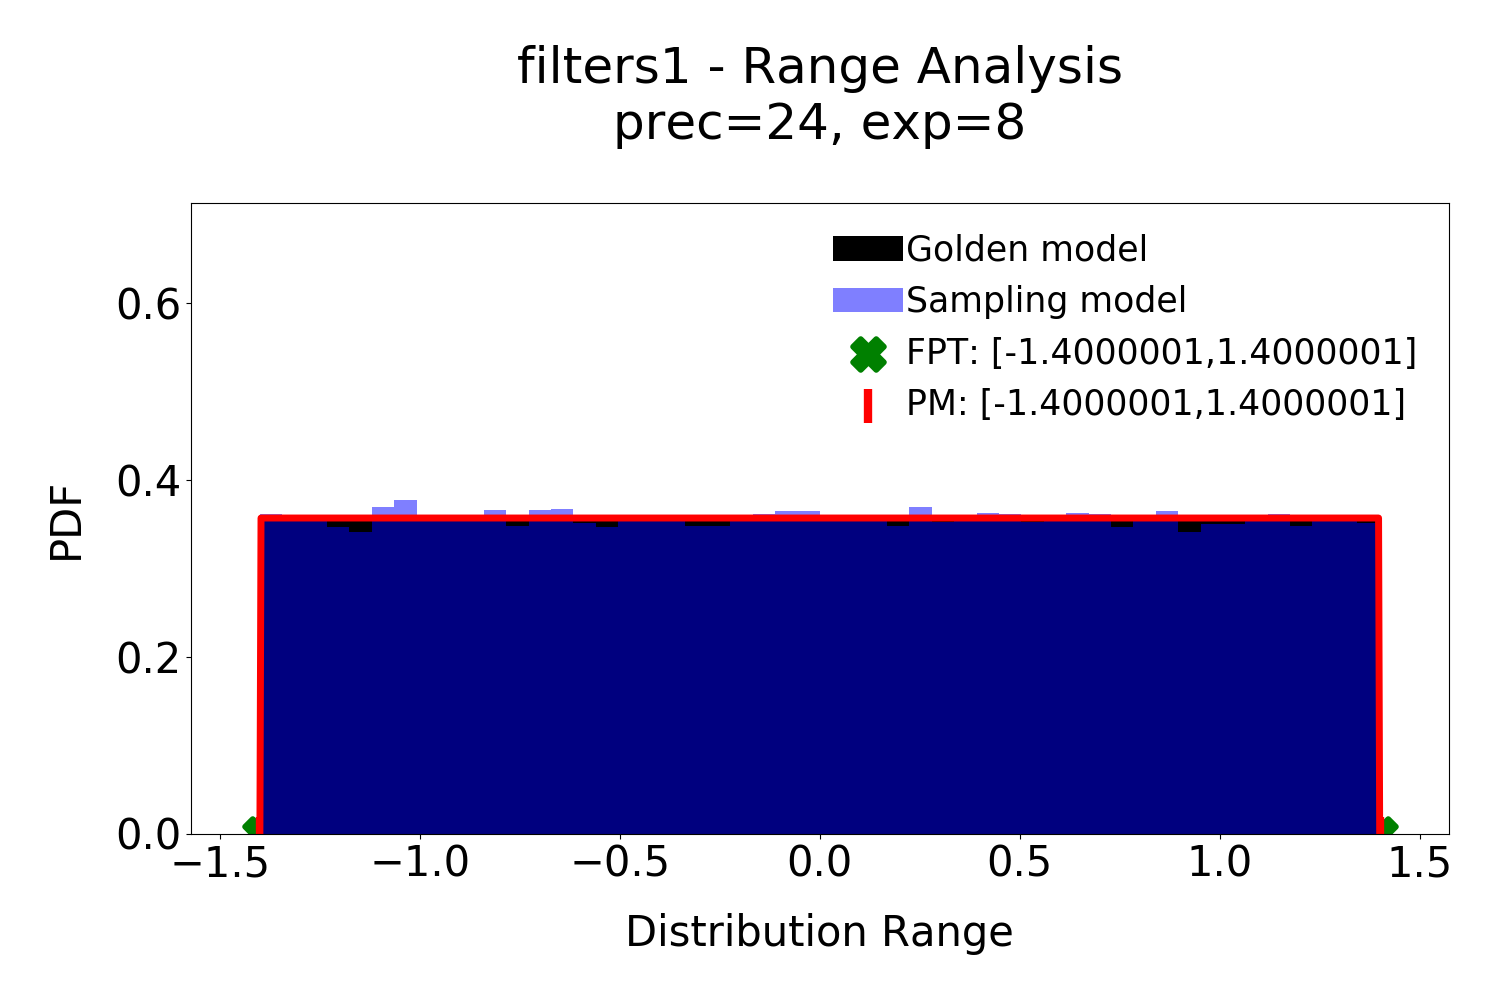 filters1 - Range Analysis
prec=24, exp=8
Golden model
Sampling model
FPT: [-1.4000001,1.4000001]
PM: [-1.4000001,1.4000001]
PDF
0.6
0.4
0.2
0.0
−1.5 −1.0 −0.5 0.0 0.5 1.0 1.5
Distribution Range